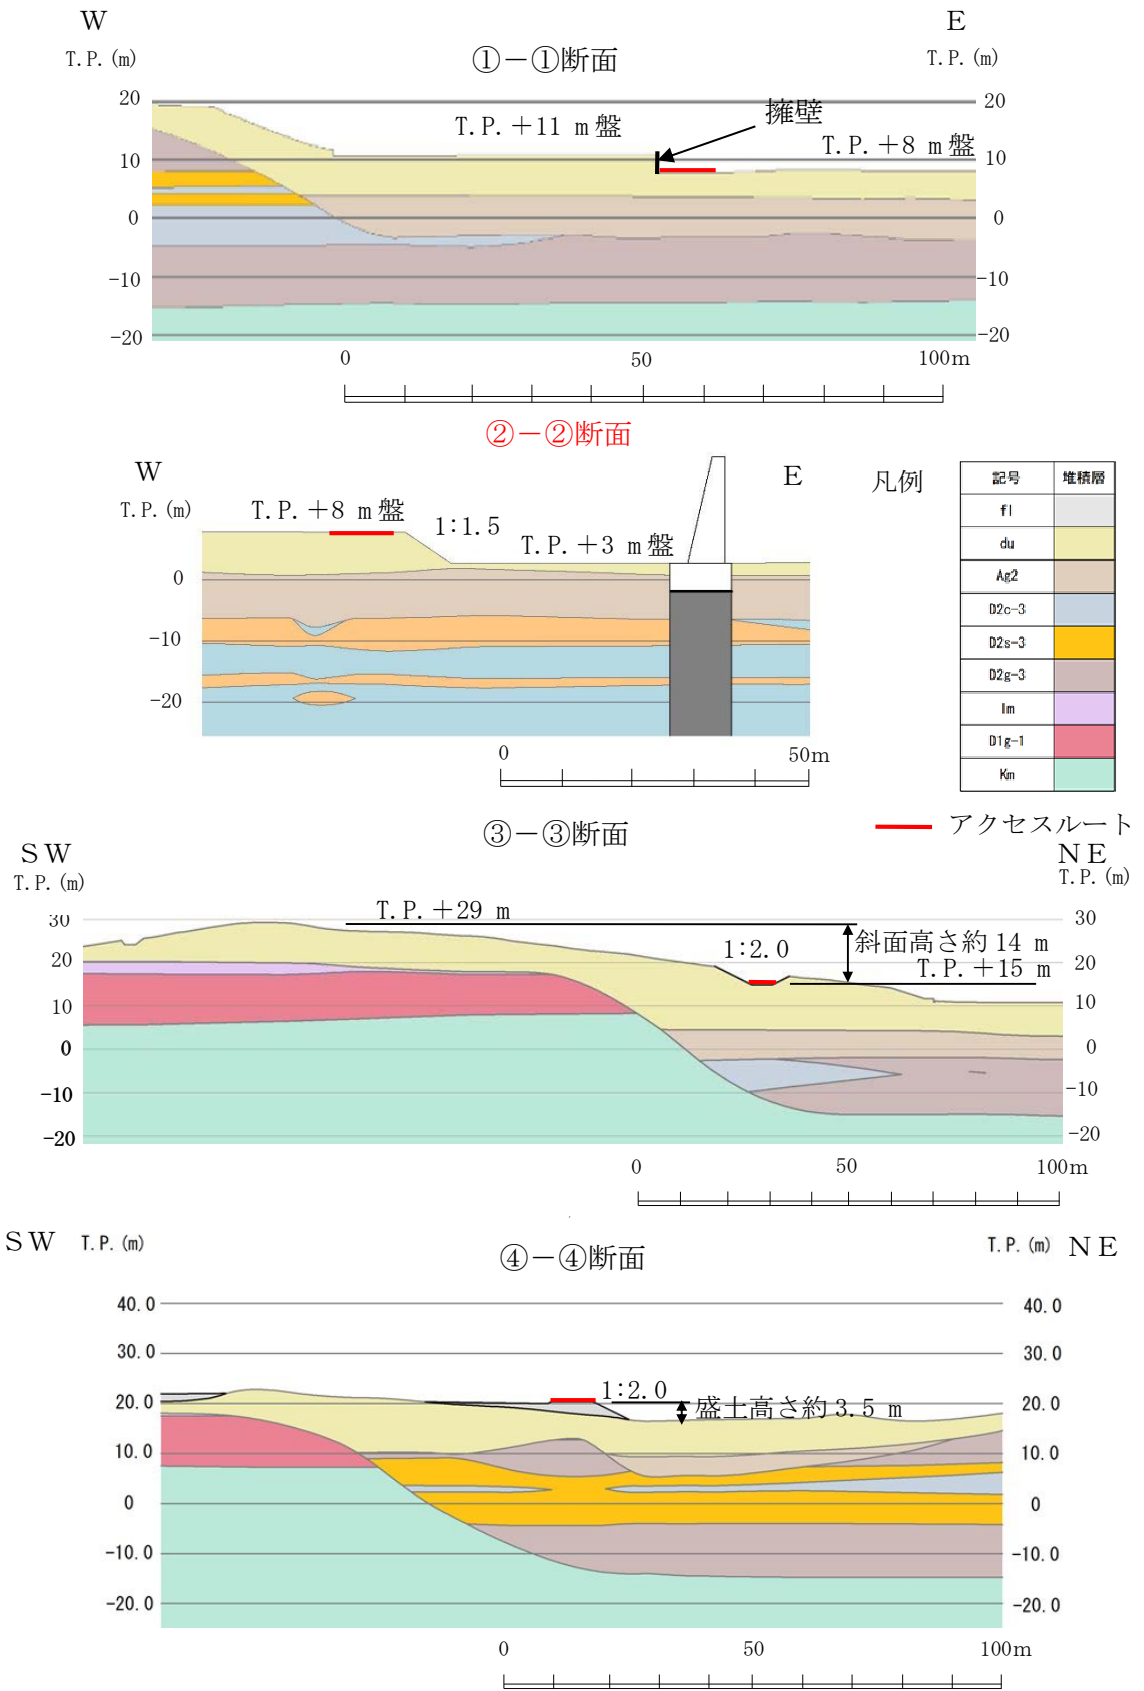 W
E
T.P.(m)
①－①断面
T.P.(m)
20
擁壁
20
T.P.＋11 m盤
T.P.＋8 m盤
10
10
0
0
-10
-10
-20
-20
0
50
100m
②－②断面
W
E
凡例
T.P.(m)
T.P.＋8 m盤
1:1.5
T.P.＋3 m盤
0
-10
-20
0
50m
記号 堆積層
fl
du
Ag2
D2c-3
D2s-3
D2g-3
lm
D1g-1
Km
アクセスルート
③－③断面
SW
NE
T.P.(m)
T.P.(m)
T.P.＋29 m
30
30
斜面高さ約14 m
1:2.0
T.P.＋15 m
20
20
10
10
0
0
-10
-10
-20
-20
0
50
100m
SW
T.P.(m)
④－④断面
T.P.(m)
NE
40.0
40.0
30.0
30.0
1:2.0
20.0
20.0
盛土高さ約3.5 m
10.0
10.0
0
0
-10.0
-10.0
-20.0
-20.0
0
50
100m